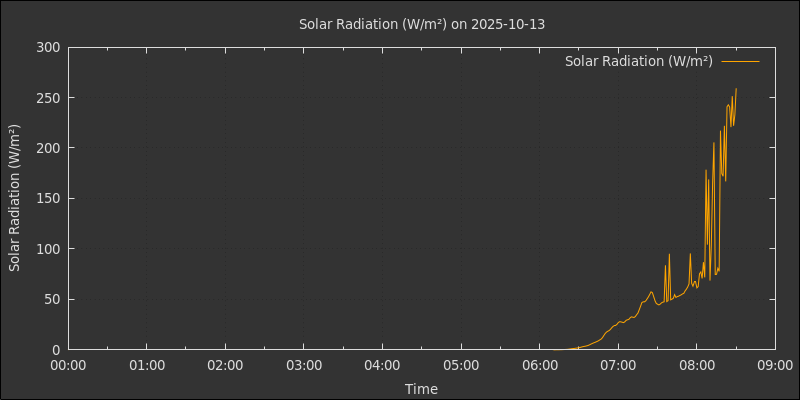 Solar Radiation (W/m²) on 2025-10-13
Solar Radiation (W/m²)
Solar Radiation (W/m²)
300
250
200
150
100
50
0
00:00 01:00 02:00 03:00 04:00 05:00 06:00 07:00 08:00 09:00
Time